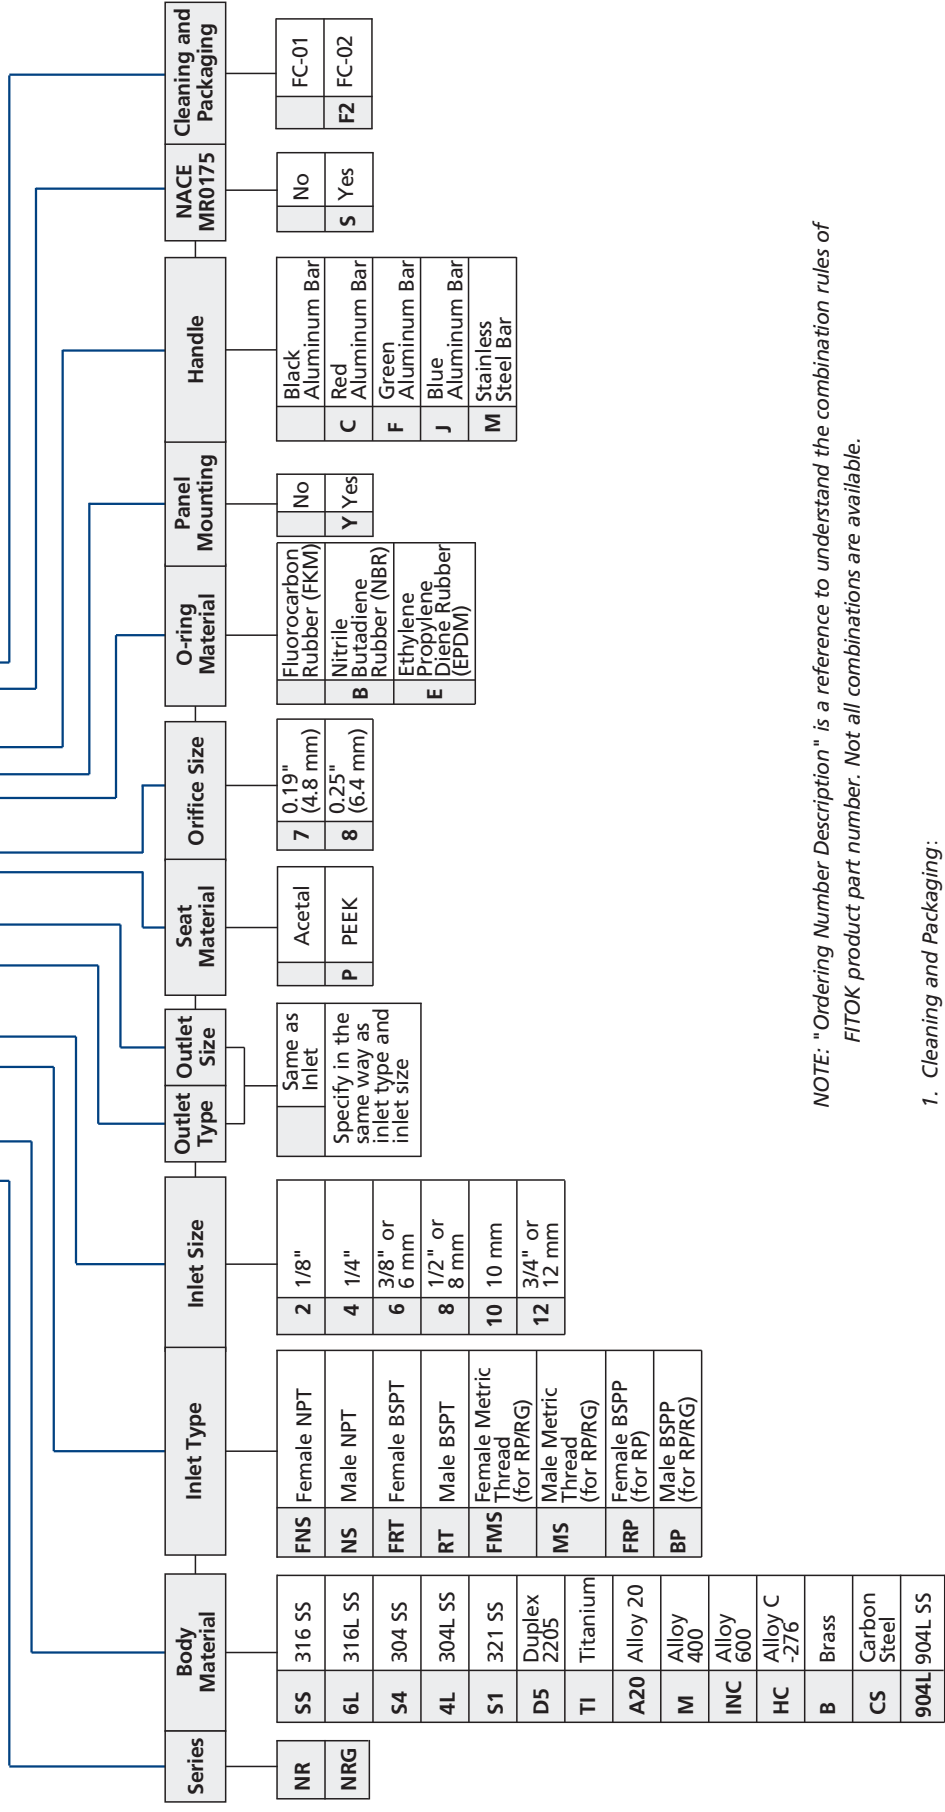 Series
NR
NRG
Body
Material
SS 316 SS
6L 316L SS
S4 304 SS
4L 304L SS
S1 321 SS
D5 Duplex
2205
TI Titanium
A20 Alloy 20
M Alloy
400
INC Alloy
600
HC Alloy C
-276
B Brass
CS Carbon
Steel
904L 904L SS
Inlet Type
FNS Female NPT
NS Male NPT
FRT Female BSPT
RT Male BSPT
FMS Female Metric
Thread
(for RP/RG)
MS Male Metric
Thread
(for RP/RG)
FRP Female BSPP
(for RP)
BP Male BSPP
(for RP/RG)
Inlet Size
2 1/8"
4 1/4"
6 3/8" or
6 mm
8 1/2" or
8 mm
10 10 mm
12 3/4" or
12 mm
Outlet
Type
Outlet
Size
Same as
Inlet
Specify in the
same way as
inlet type and
inlet size
Seat
Material
Acetal
P PEEK
Orifice Size
7 0.19"
(4.8 mm)
8 0.25"
(6.4 mm)
O-ring
Material
Fluorocarbon
Rubber (FKM)
B Nitrile
Butadiene
Rubber (NBR)
E Ethylene
Propylene
Diene Rubber
(EPDM)
Panel
Mounting
No
Y Yes
Handle
Black
Aluminum Bar
C Red
Aluminum Bar
F Green
Aluminum Bar
J Blue
Aluminum Bar
M Stainless
Steel Bar
NACE
MR0175
No
S Yes
Cleaning and
Packaging
FC-01
F2 FC-02
NOTE: "Ordering Number Description" is a reference to understand the combination rules of
FITOK product part number. Not all combinations are available.
1. Cleaning and Packaging: